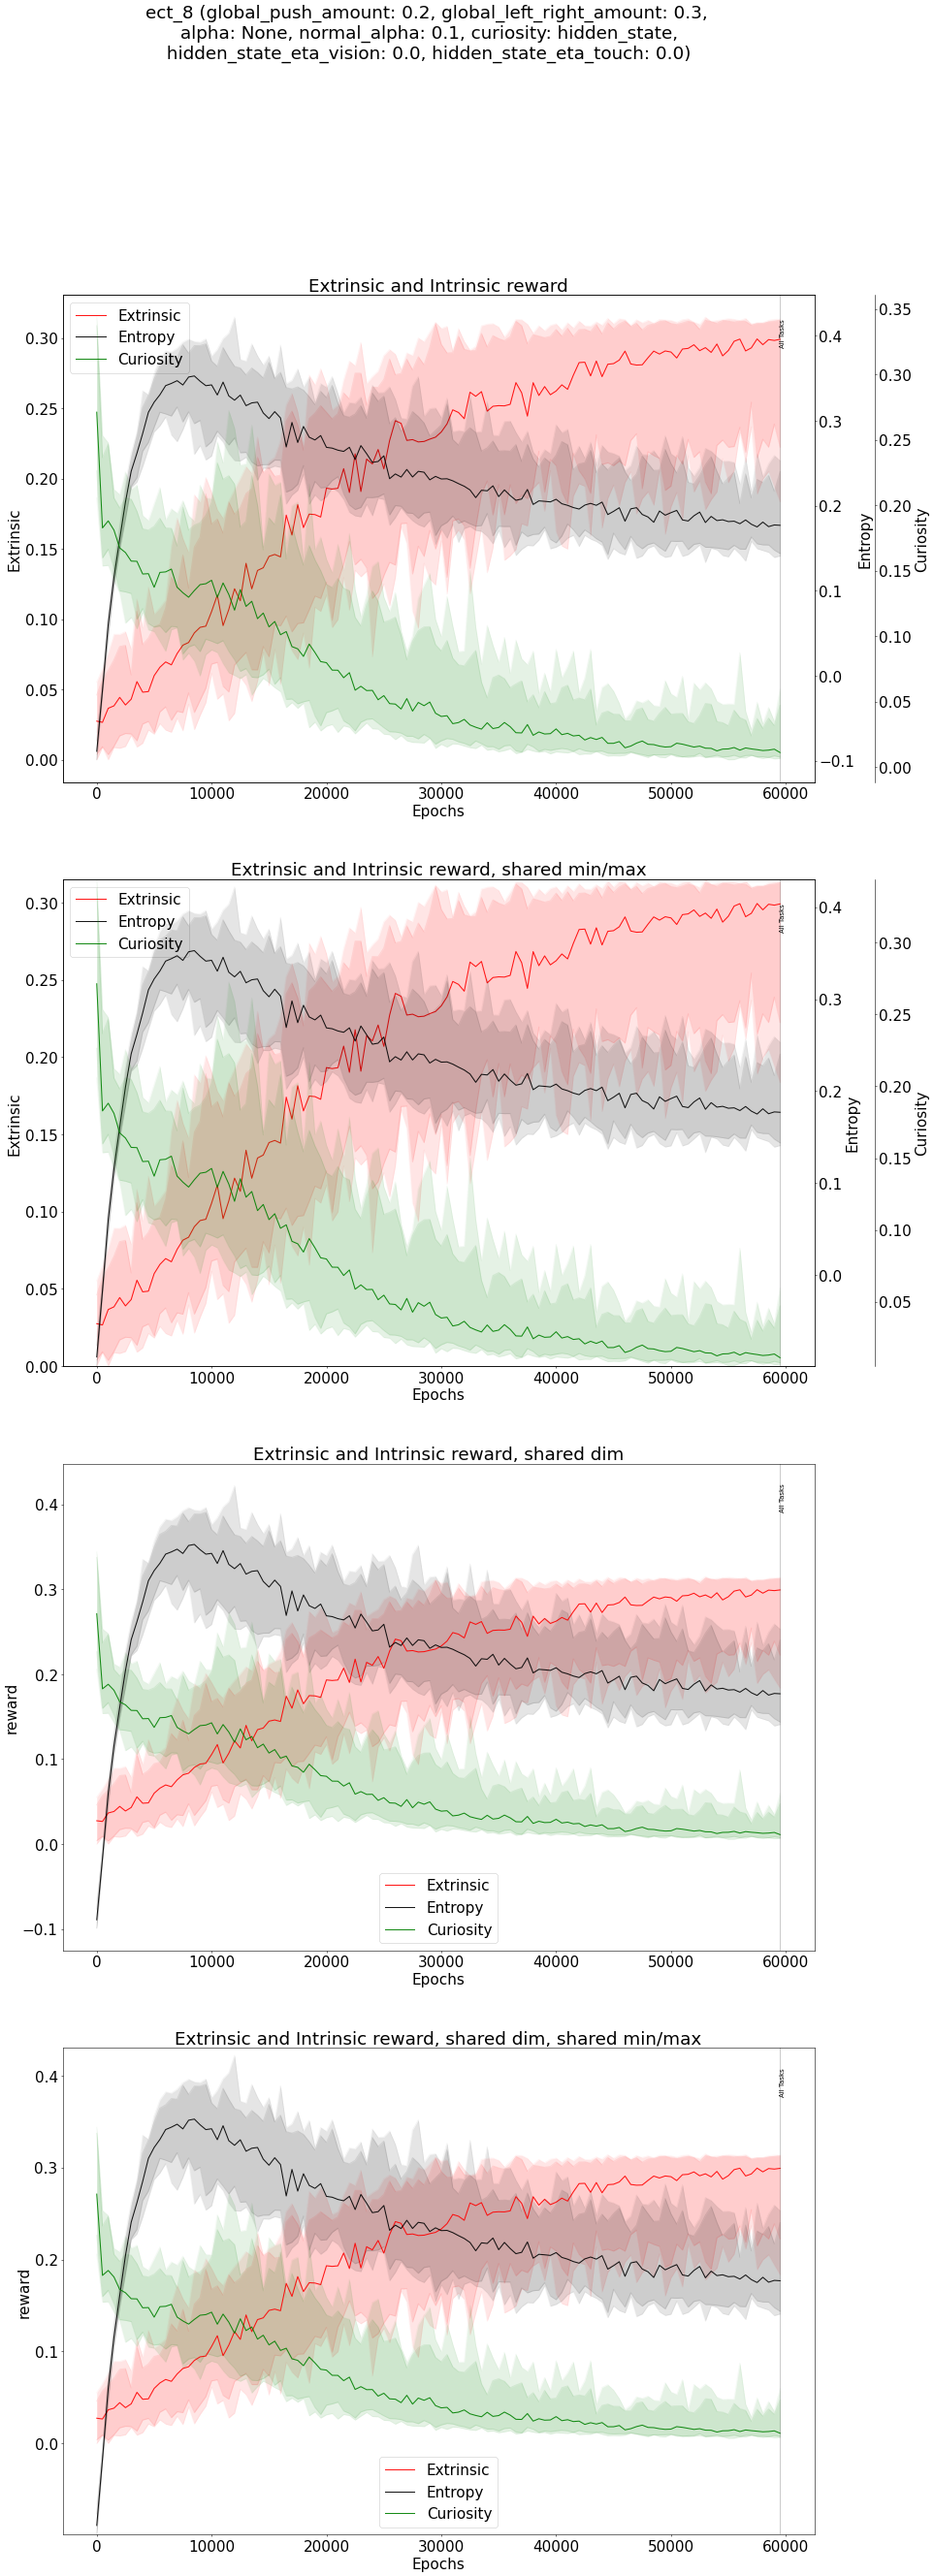 ect_8 (global_push_amount: 0.2, global_left_right_amount: 0.3,
alpha: None, normal_alpha: 0.1, curiosity: hidden_state,
hidden_state_eta_vision: 0.0, hidden_state_eta_touch: 0.0)
Extrinsic and Intrinsic reward
Extrinsic
Entropy
Curiosity
All Tasks
0.30
0.25
0.20
0.15
0.10
0.05
0.00
Extrinsic
0.4
0.3
0.2
0.1
0.0
−0.1
Entropy
0.35
0.30
0.25
0.20
0.15
0.10
0.05
0.00
Curiosity
0 10000 20000 30000 40000 50000 60000
Epochs
Extrinsic and Intrinsic reward, shared min/max
Extrinsic
Entropy
Curiosity
All Tasks
0.30
0.25
0.20
0.15
0.10
0.05
0.00
Extrinsic
0.4
0.3
0.2
0.1
0.0
Entropy
0.30
0.25
0.20
0.15
0.10
0.05
Curiosity
0 10000 20000 30000 40000 50000 60000
Epochs
Extrinsic and Intrinsic reward, shared dim
All Tasks
0.4
0.3
0.2
0.1
0.0
−0.1
reward
Extrinsic
Entropy
Curiosity
0 10000 20000 30000 40000 50000 60000
Epochs
Extrinsic and Intrinsic reward, shared dim, shared min/max
All Tasks
0.4
0.3
0.2
0.1
0.0
reward
Extrinsic
Entropy
Curiosity
0 10000 20000 30000 40000 50000 60000
Epochs